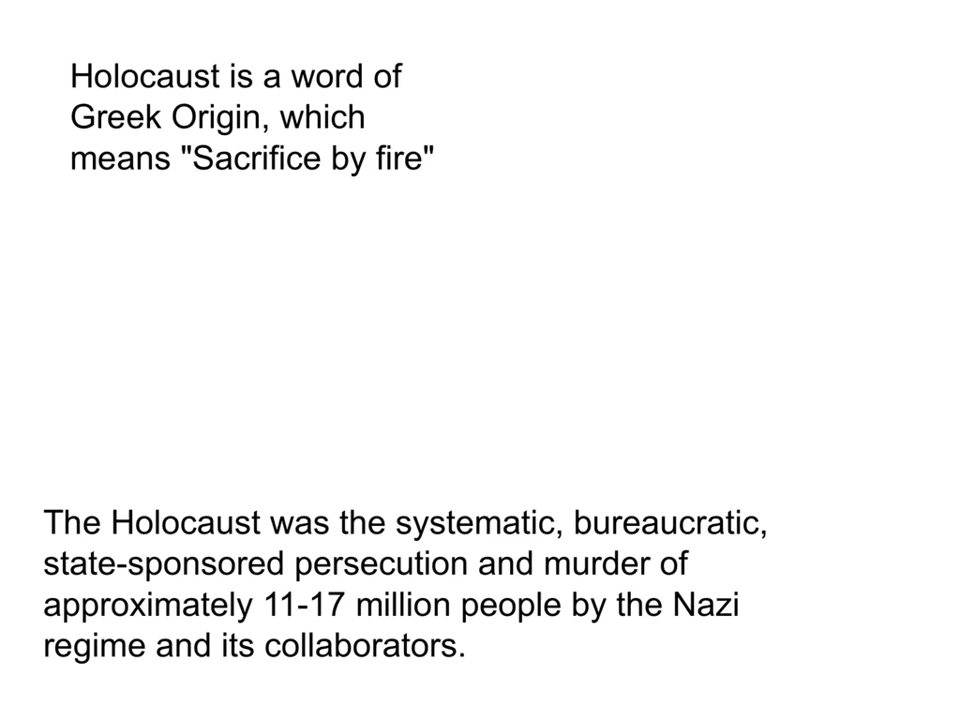 Holocaust is a word of
Greek Origin, which
means "Sacrifice by fire"
The Holocaust was the systematic, bureaucratic,
state-sponsored persecution and murder of
approximately 11-17 million people by the Nazi
regime and its collaborators.